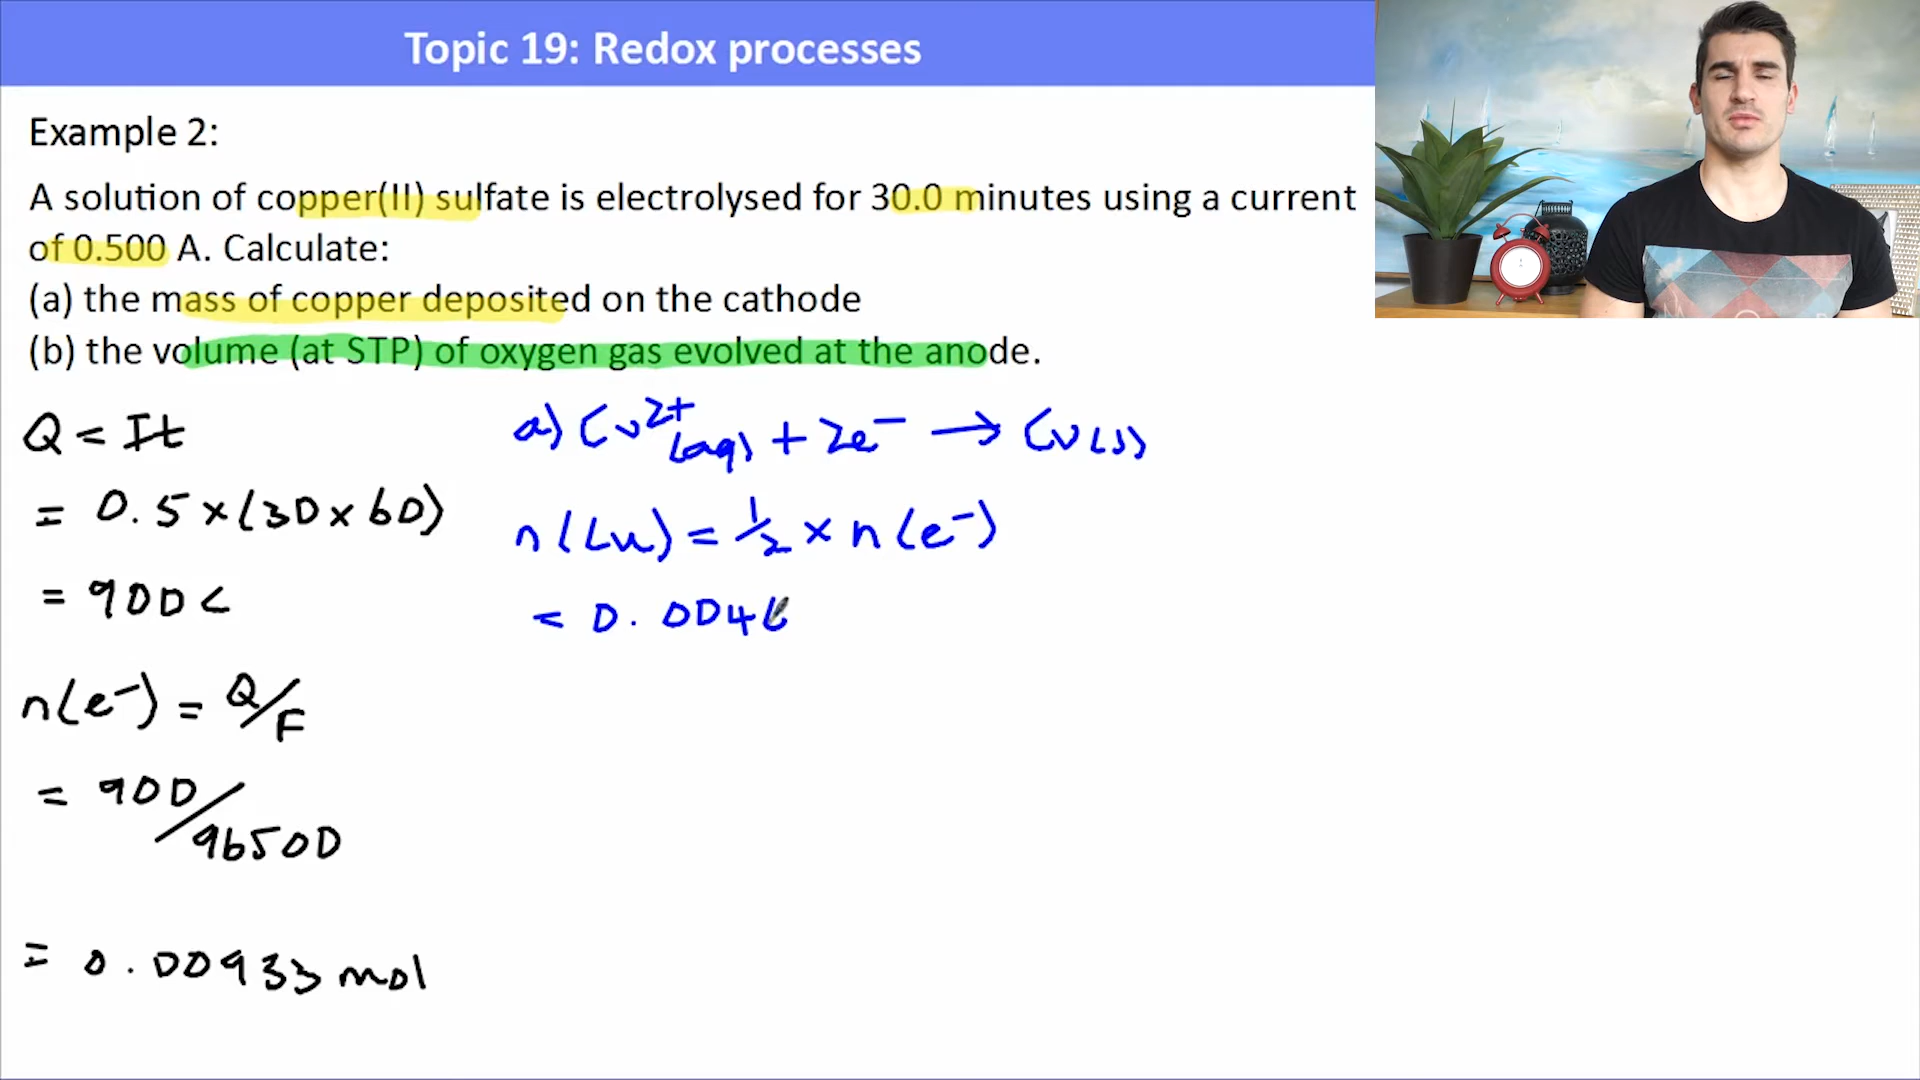 Topic 19: Redox processes
Example 2:
A solution of copper(II) sulfate is electrolysed for 30.0 minutes using a current
of 0.500 A. Calculate:
(a) the mass of copper deposited on the cathode
(b) the volume (at STP) of oxygen gas evolved at the anode.
Q = It
= 0.5 × (30 × 60)
= 900 C
n(e⁻) = Q/F
= 900/96500
= 0.00933 mol
a) Cu²⁺(aq) + 2e⁻ → Cu(s)
n(Cu) = ½ × n(e⁻)
= 0.0046